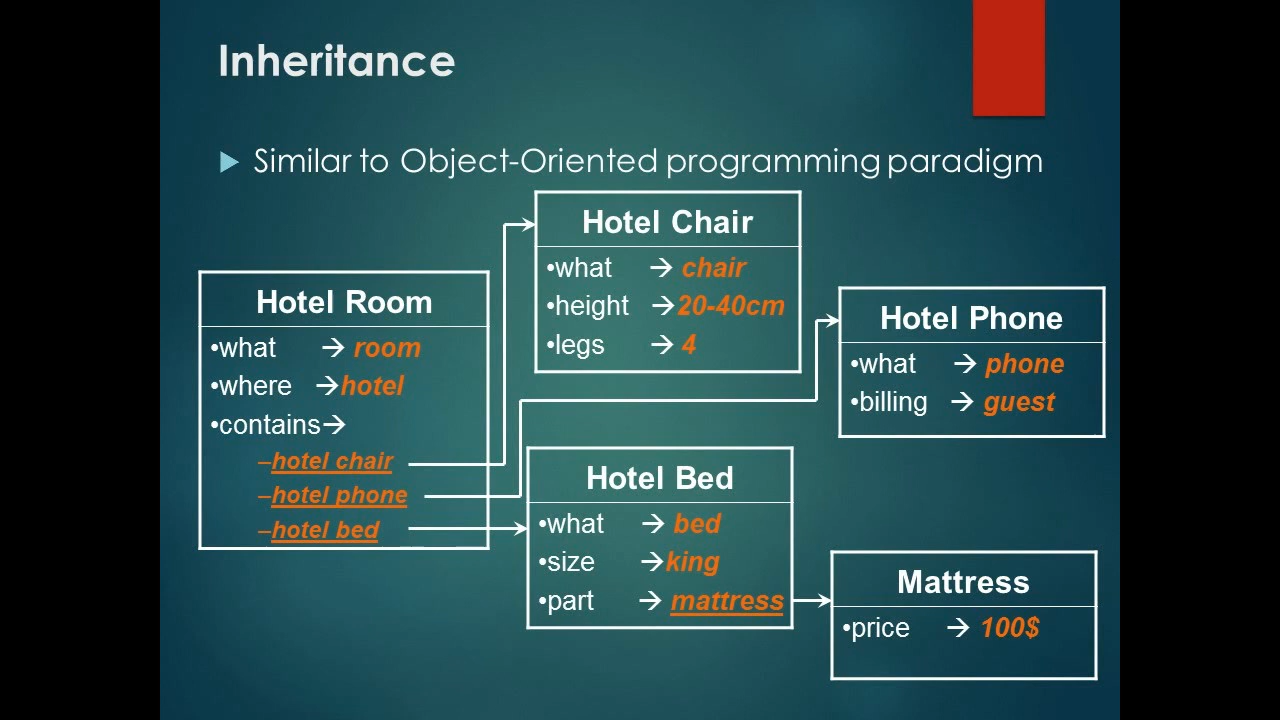 Inheritance
Similar to Object-Oriented programming paradigm
Hotel Room
•what → room
•where →hotel
•contains→
–hotel chair
–hotel phone
–hotel bed
Hotel Chair
•what → chair
•height →20-40cm
•legs → 4
Hotel Phone
•what → phone
•billing → guest
Hotel Bed
•what → bed
•size →king
•part → mattress
Mattress
•price → 100$